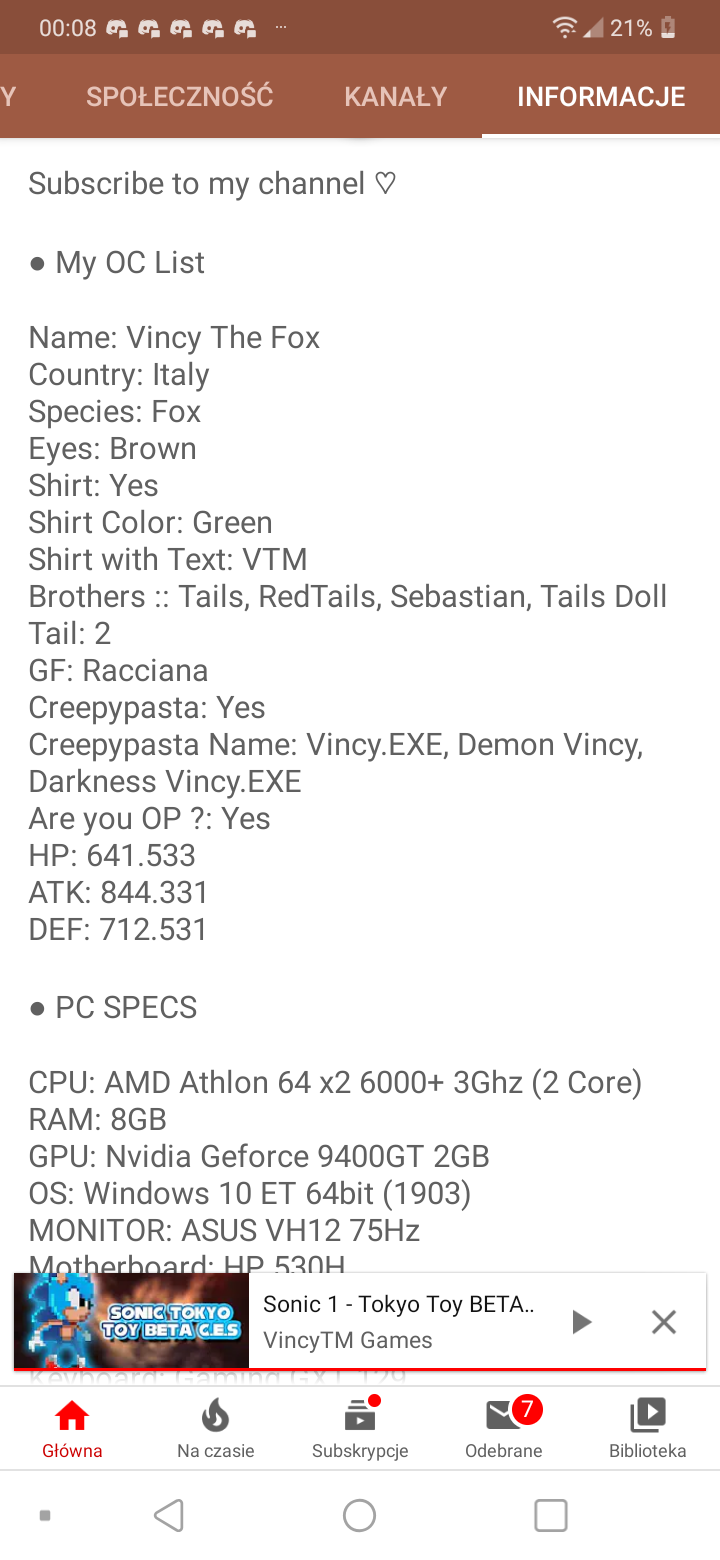 00:08 ... 21%
Y SPOŁECZNOŚĆ KANAŁY INFORMACJE
Subscribe to my channel ♡
● My OC List
Name: Vincy The Fox
Country: Italy
Species: Fox
Eyes: Brown
Shirt: Yes
Shirt Color: Green
Shirt with Text: VTM
Brothers :: Tails, RedTails, Sebastian, Tails Doll
Tail: 2
GF: Racciana
Creepypasta: Yes
Creepypasta Name: Vincy.EXE, Demon Vincy,
Darkness Vincy.EXE
Are you OP ?: Yes
HP: 641.533
ATK: 844.331
DEF: 712.531
● PC SPECS
CPU: AMD Athlon 64 x2 6000+ 3Ghz (2 Core)
RAM: 8GB
GPU: Nvidia Geforce 9400GT 2GB
OS: Windows 10 ET 64bit (1903)
MONITOR: ASUS VH12 75Hz
Motherboard: HP 530H
SONIC TOKYO
TOY BETA C.E.S
Sonic 1 - Tokyo Toy BETA..
VincyTM Games
Keyboard: Gaming GXT 129
7
Główna Na czasie Subskrypcje Odebrane Biblioteka